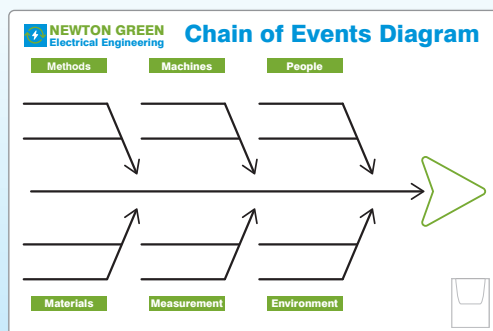 NEWTON GREEN
Electrical Engineering
Chain of Events Diagram
Methods
Machines
People
Materials
Measurement
Environment